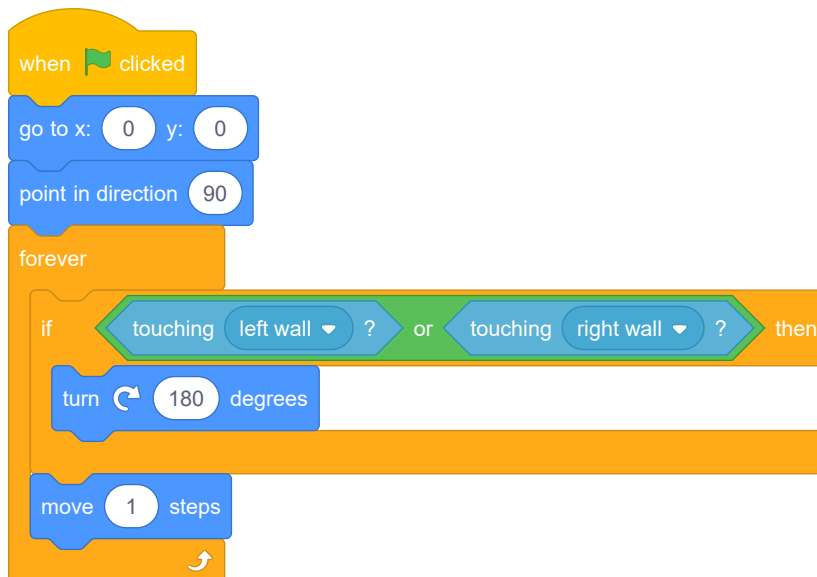 when clicked
go to x: 0 y: 0
point in direction 90
forever
if touching left wall ? or touching right wall ? then
turn 180 degrees
move 1 steps